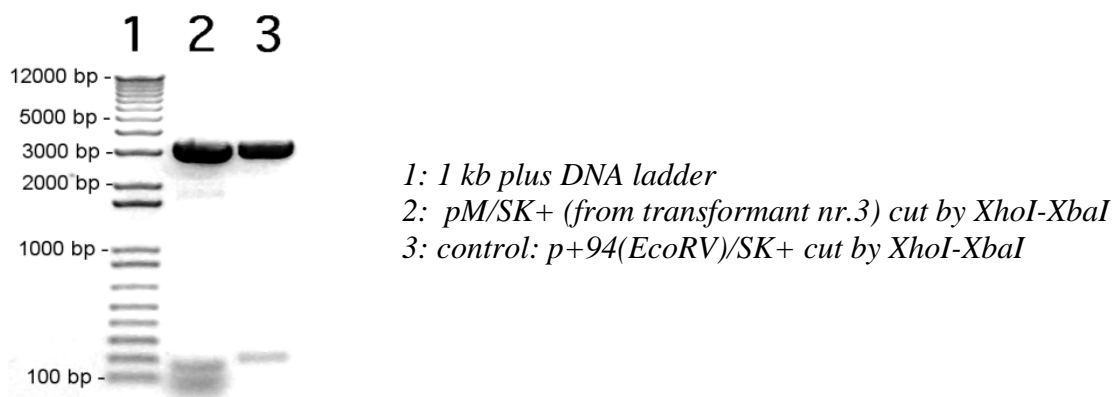 1 2 3
12000 bp -
5000 bp -
3000 bp -
2000 bp -
1000 bp -
100 bp -
1: 1 kb plus DNA ladder
2: pM/SK+ (from transformant nr.3) cut by XhoI-XbaI
3: control: p+94(EcoRV)/SK+ cut by XhoI-XbaI